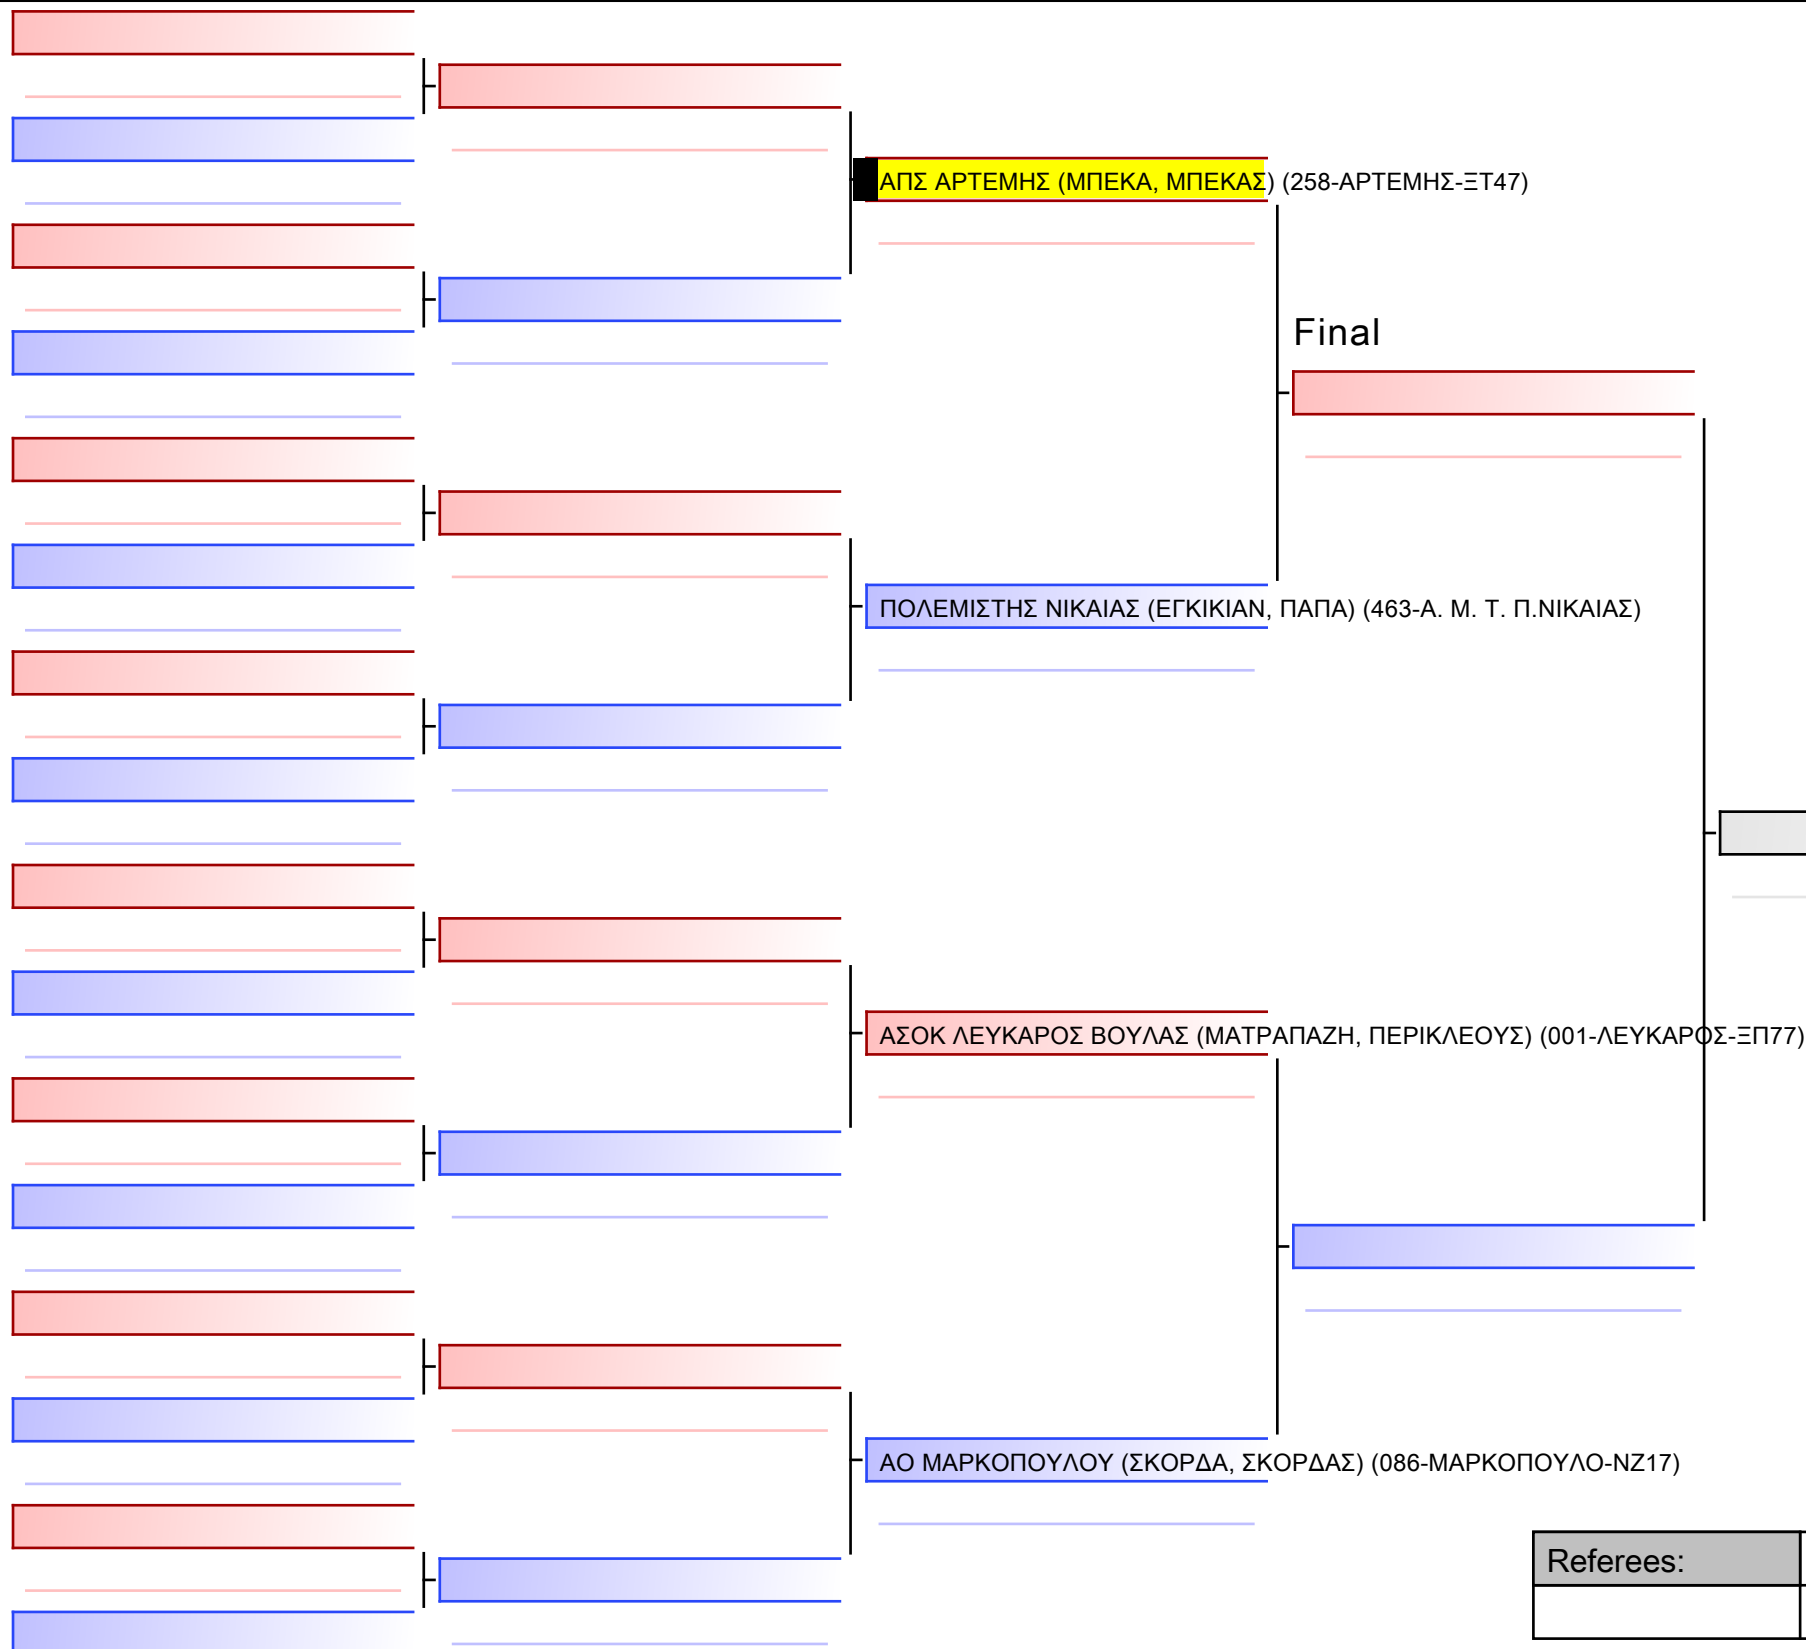 ΑΠΣ ΑΡΤΕΜΗΣ (ΜΠΕΚΑ, ΜΠΕΚΑΣ) (258-ΑΡΤΕΜΗΣ-ΞΤ47)
Final
ΠΟΛΕΜΙΣΤΗΣ ΝΙΚΑΙΑΣ (ΕΓΚΙΚΙΑΝ, ΠΑΠΑ) (463-Α. Μ. Τ. Π.ΝΙΚΑΙΑΣ)
ΑΣΟΚ ΛΕΥΚΑΡΟΣ ΒΟΥΛΑΣ (ΜΑΤΡΑΠΑΖΗ, ΠΕΡΙΚΛΕΟΥΣ) (001-ΛΕΥΚΑΡΟΣ-ΞΠ77)
ΑΟ ΜΑΡΚΟΠΟΥΛΟΥ (ΣΚΟΡΔΑ, ΣΚΟΡΔΑΣ) (086-ΜΑΡΚΟΠΟΥΛΟ-ΝΖ17)
Referees: